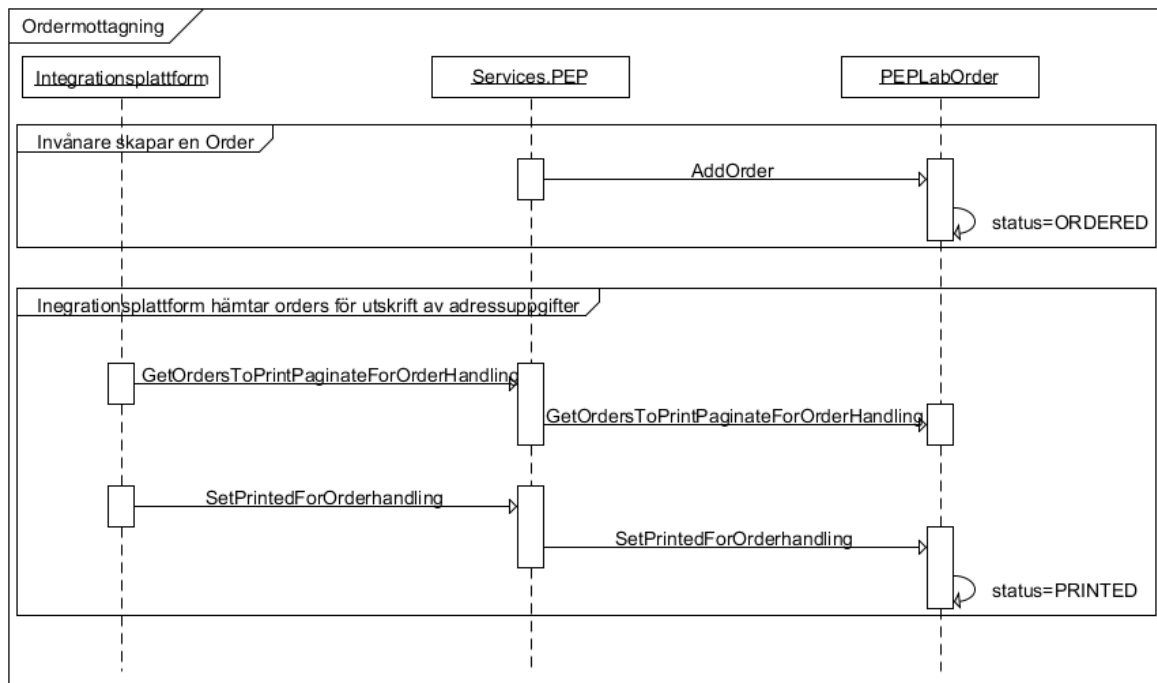 Ordermottagning
Integrationsplattform
Services.PEP
PEPLabOrder
Invånare skapar en Order
AddOrder
status=ORDERED
Inegrationsplattform hämtar orders för utskrift av adressuppgifter
GetOrdersToPrintPaginateForOrderHandling
GetOrdersToPrintPaginateForOrderHandling
SetPrintedForOrderhandling
SetPrintedForOrderhandling
status=PRINTED